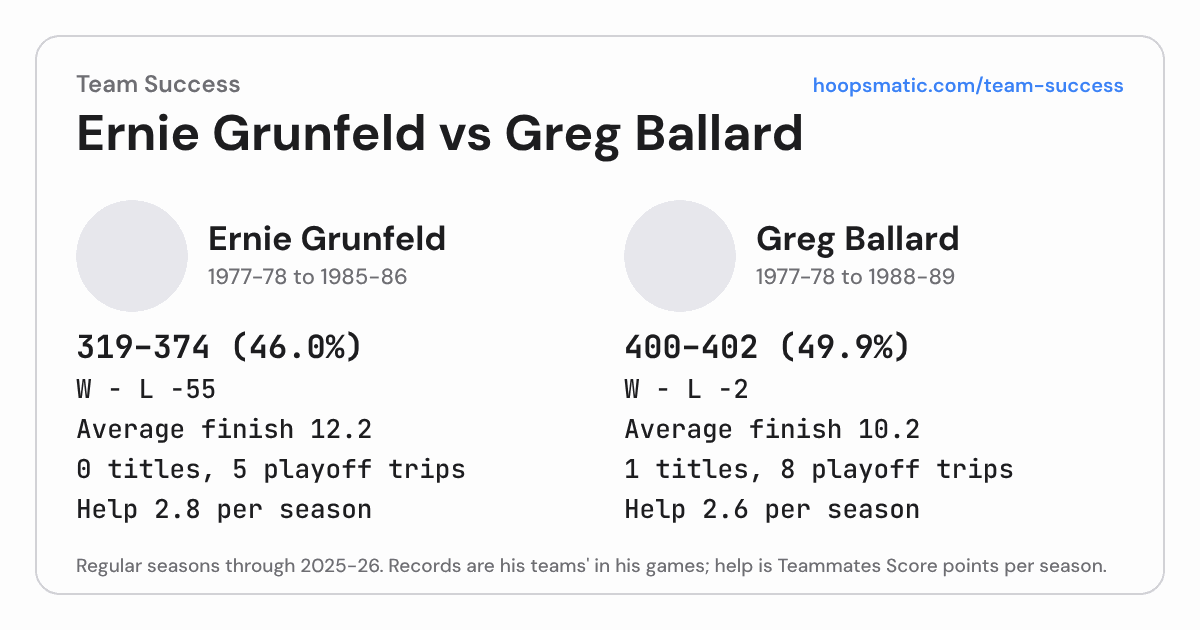 Team Success
hoopsmatic.com/team-success
Ernie Grunfeld vs Greg Ballard
Ernie Grunfeld
1977-78 to 1985-86
319-374 (46.0%)
W - L -55
Average finish 12.2
0 titles, 5 playoff trips
Help 2.8 per season
Greg Ballard
1977-78 to 1988-89
400-402 (49.9%)
W - L -2
Average finish 10.2
1 titles, 8 playoff trips
Help 2.6 per season
Regular seasons through 2025-26. Records are his teams' in his games; help is Teammates Score points per season.